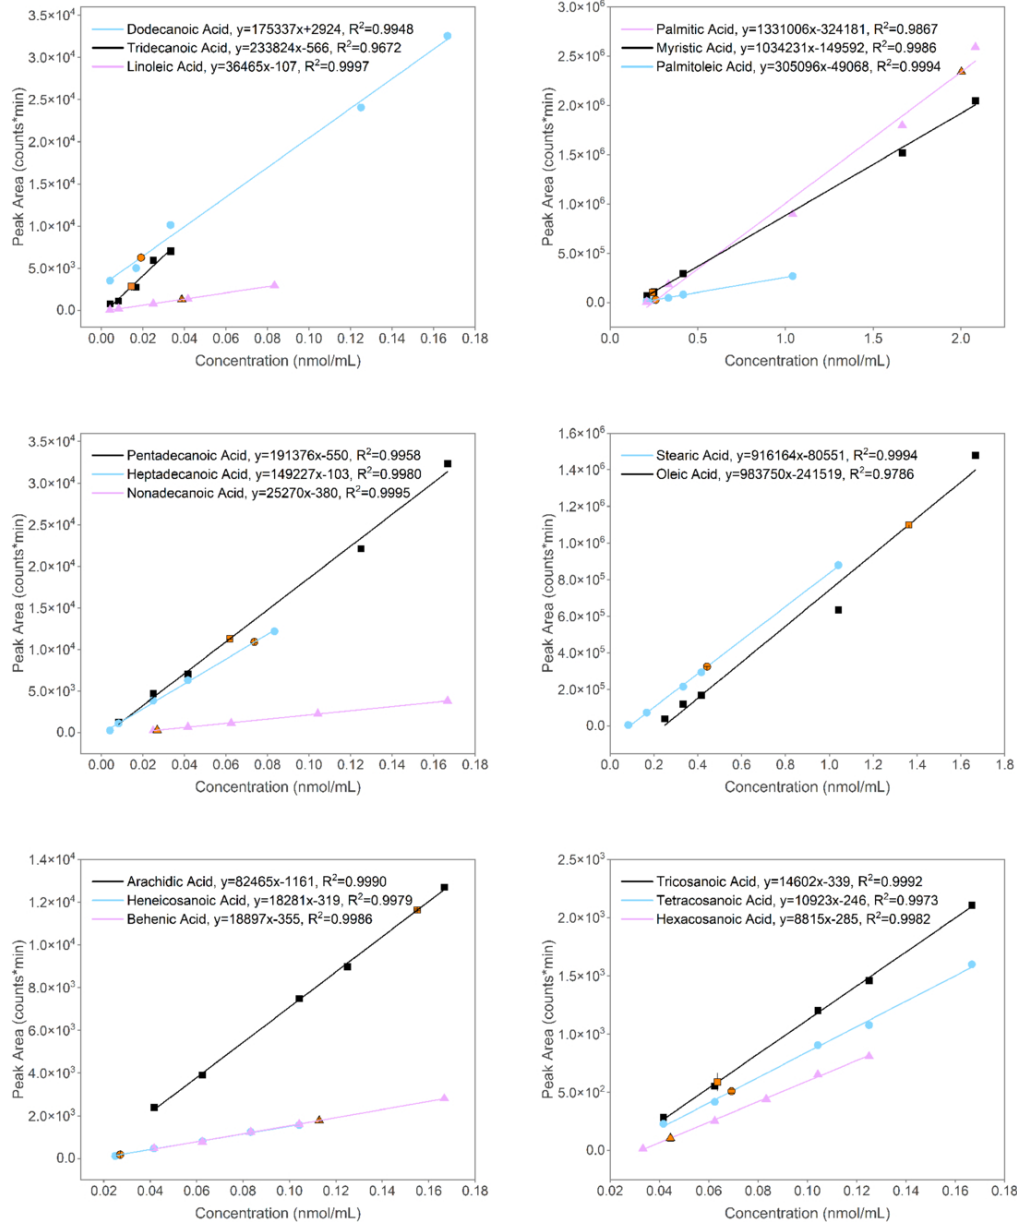 Dodecanoic Acid, y=175337x+2924, R²=0.9948
Tridecanoic Acid, y=233824x-566, R²=0.9672
Linoleic Acid, y=36465x-107, R²=0.9997
3.5×10⁴
3.0×10⁴
2.5×10⁴
2.0×10⁴
1.5×10⁴
1.0×10⁴
5.0×10³
0.0
Peak Area (counts*min)
0.00 0.02 0.04 0.06 0.08 0.10 0.12 0.14 0.16 0.18
Concentration (nmol/mL)
Palmitic Acid, y=1331006x-324181, R²=0.9867
Myristic Acid, y=1034231x-149592, R²=0.9986
Palmitoleic Acid, y=305096x-49068, R²=0.9994
3.0×10⁶
2.5×10⁶
2.0×10⁶
1.5×10⁶
1.0×10⁶
5.0×10⁵
0.0
Peak Area (counts*min)
0.5 1.0 1.5 2.0
Concentration (nmol/mL)
Pentadecanoic Acid, y=191376x-550, R²=0.9958
Heptadecanoic Acid, y=149227x-103, R²=0.9980
Nonadecanoic Acid, y=25270x-380, R²=0.9995
3.5×10⁴
3.0×10⁴
2.5×10⁴
2.0×10⁴
1.5×10⁴
1.0×10⁴
5.0×10³
0.0
Peak Area (counts*min)
0.00 0.02 0.04 0.06 0.08 0.10 0.12 0.14 0.16 0.18
Concentration (nmol/mL)
Stearic Acid, y=916164x-80551, R²=0.9994
Oleic Acid, y=983750x-241519, R²=0.9786
1.6×10⁶
1.4×10⁶
1.2×10⁶
1.0×10⁶
8.0×10⁵
6.0×10⁵
4.0×10⁵
2.0×10⁵
0.0
Peak Area (counts*min)
0.0 0.2 0.4 0.6 0.8 1.0 1.2 1.4 1.6 1.8
Concentration (nmol/mL)
Arachidic Acid, y=82465x-1161, R²=0.9990
Heneicosanoic Acid, y=18281x-319, R²=0.9979
Behenic Acid, y=18897x-355, R²=0.9986
1.4×10⁴
1.2×10⁴
1.0×10⁴
8.0×10³
6.0×10³
4.0×10³
2.0×10³
0.0
Peak Area (counts*min)
0.02 0.04 0.06 0.08 0.10 0.12 0.14 0.16 0.18
Concentration (nmol/mL)
Tricosanoic Acid, y=14602x-339, R²=0.9992
Tetracosanoic Acid, y=10923x-246, R²=0.9973
Hexacosanoic Acid, y=8815x-285, R²=0.9982
2.5×10³
2.0×10³
1.5×10³
1.0×10³
5.0×10²
0.0
Peak Area (counts*min)
0.02 0.04 0.06 0.08 0.10 0.12 0.14 0.16 0.18
Concentration (nmol/mL)